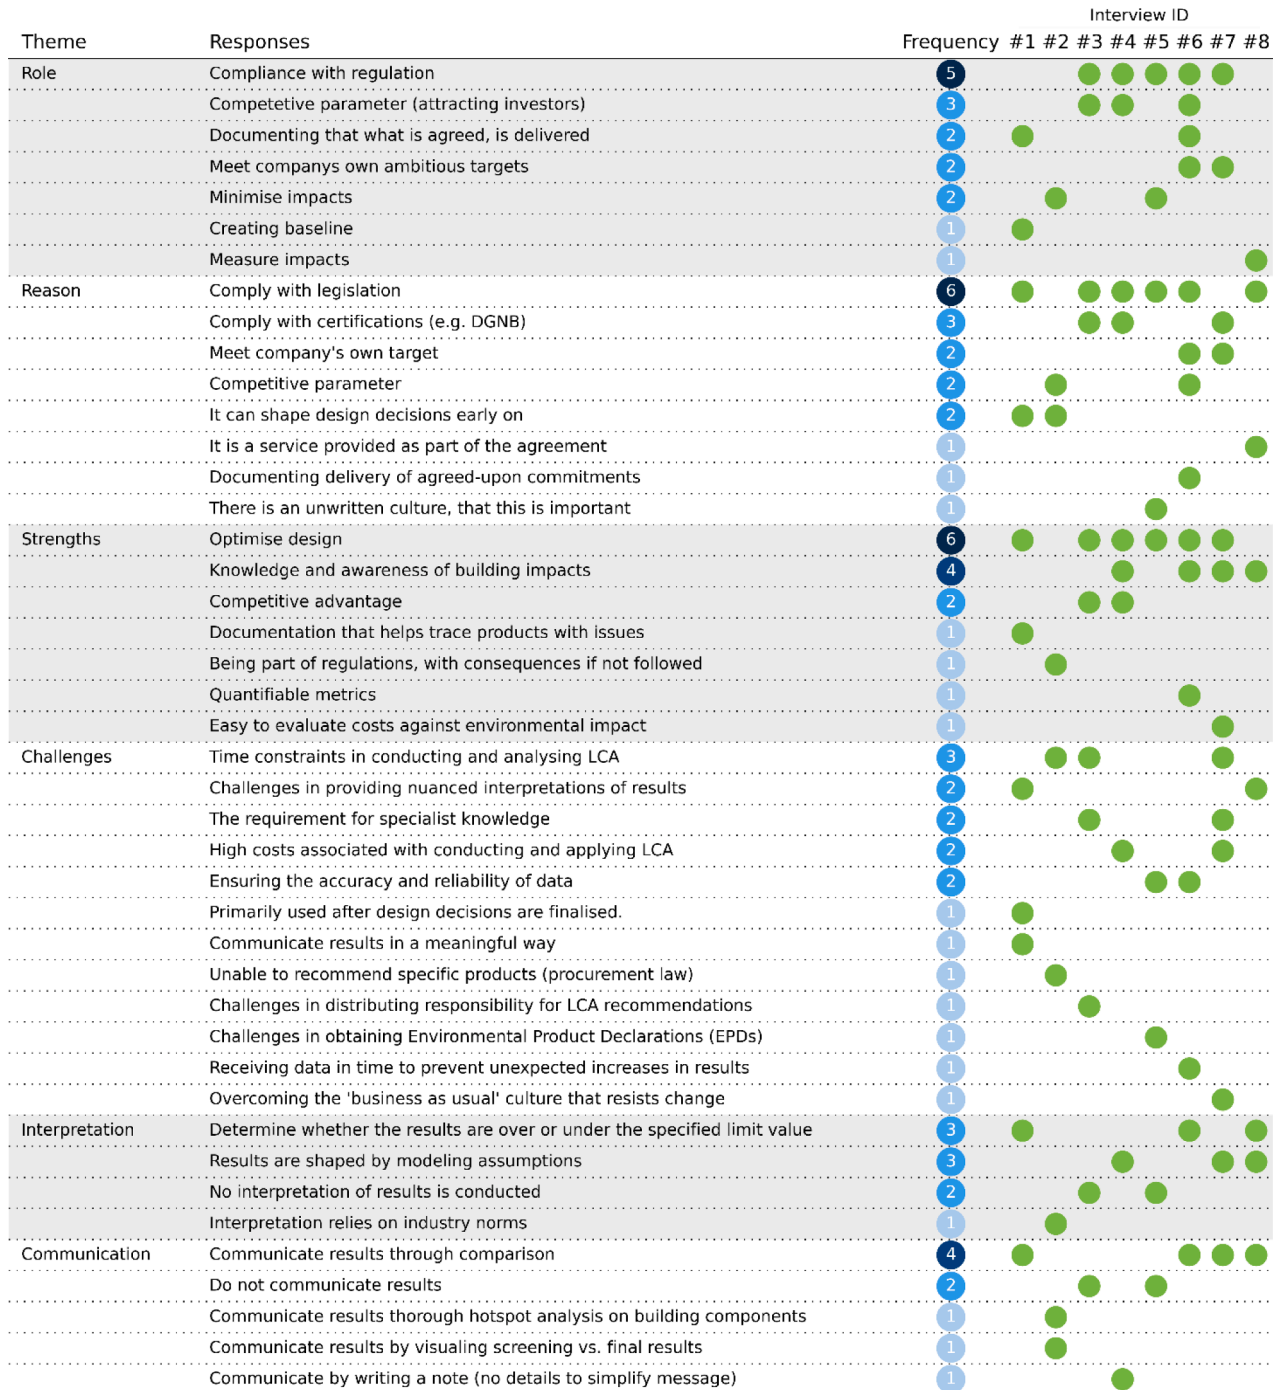 Interview ID
Theme Responses Frequency #1 #2 #3 #4 #5 #6 #7 #8
Role Compliance with regulation 5
Competetive parameter (attracting investors) 3
Documenting that what is agreed, is delivered 2
Meet companys own ambitious targets 2
Minimise impacts 2
Creating baseline 1
Measure impacts 1
Reason Comply with legislation 6
Comply with certifications (e.g. DGNB) 3
Meet company's own target 2
Competitive parameter 2
It can shape design decisions early on 2
It is a service provided as part of the agreement 1
Documenting delivery of agreed-upon commitments 1
There is an unwritten culture, that this is important 1
Strengths Optimise design 6
Knowledge and awareness of building impacts 4
Competitive advantage 2
Documentation that helps trace products with issues 1
Being part of regulations, with consequences if not followed 1
Quantifiable metrics 1
Easy to evaluate costs against environmental impact 1
Challenges Time constraints in conducting and analysing LCA 3
Challenges in providing nuanced interpretations of results 2
The requirement for specialist knowledge 2
High costs associated with conducting and applying LCA 2
Ensuring the accuracy and reliability of data 2
Primarily used after design decisions are finalised. 1
Communicate results in a meaningful way 1
Unable to recommend specific products (procurement law) 1
Challenges in distributing responsibility for LCA recommendations 1
Challenges in obtaining Environmental Product Declarations (EPDs) 1
Receiving data in time to prevent unexpected increases in results 1
Overcoming the 'business as usual' culture that resists change 1
Interpretation Determine whether the results are over or under the specified limit value 3
Results are shaped by modeling assumptions 3
No interpretation of results is conducted 2
Interpretation relies on industry norms 1
Communication Communicate results through comparison 4
Do not communicate results 2
Communicate results thorough hotspot analysis on building components 1
Communicate results by visualing screening vs. final results 1
Communicate by writing a note (no details to simplify message) 1